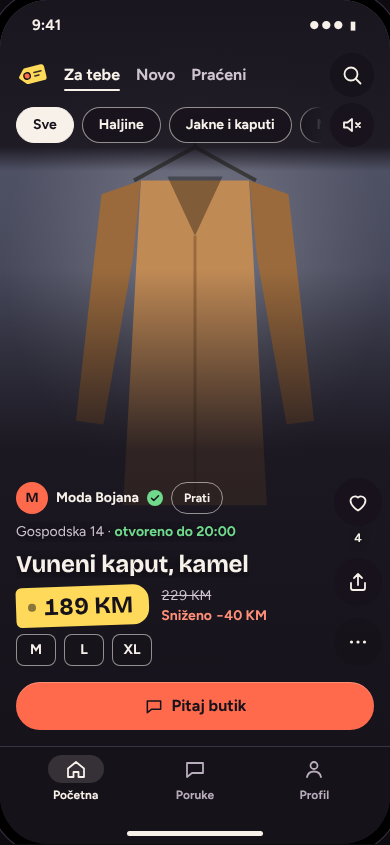 9:41
Za tebe Novo Praćeni
Sve Haljine Jakne i kaputi
M Moda Bojana Prati
Gospodska 14 · otvoreno do 20:00
Vuneni kaput, kamel
189 KM 229 KM
Sniženo −40 KM
M L XL
4
Pitaj butik
Početna Poruke Profil